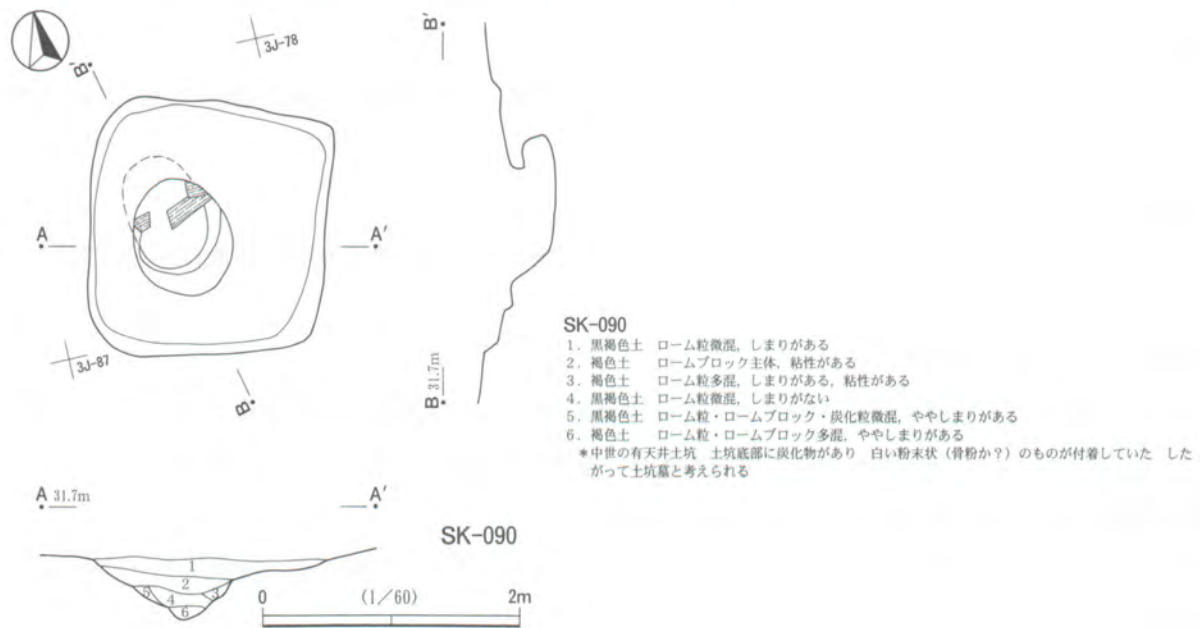 3J-78
B'
B'
A
A'
3J-87
B
B 31.7m
SK-090
1. 黒褐色土 ローム粒微混, しまりがある
2. 褐色土 ロームブロック主体, 粘性がある
3. 褐色土 ローム粒多混, しまりがある, 粘性がある
4. 黒褐色土 ローム粒微混, しまりがない
5. 黒褐色土 ローム粒・ロームブロック・炭化粒微混, ややしまりがある
6. 褐色土 ローム粒・ロームブロック多混, ややしまりがある
*中世の有天井土坑 土坑底部に炭化物があり 白い粉末状（骨粉か？）のものが付着していた した
がって土坑墓と考えられる
A 31.7m
A'
SK-090
1
2
5
4
3
6
0 (1/60) 2m